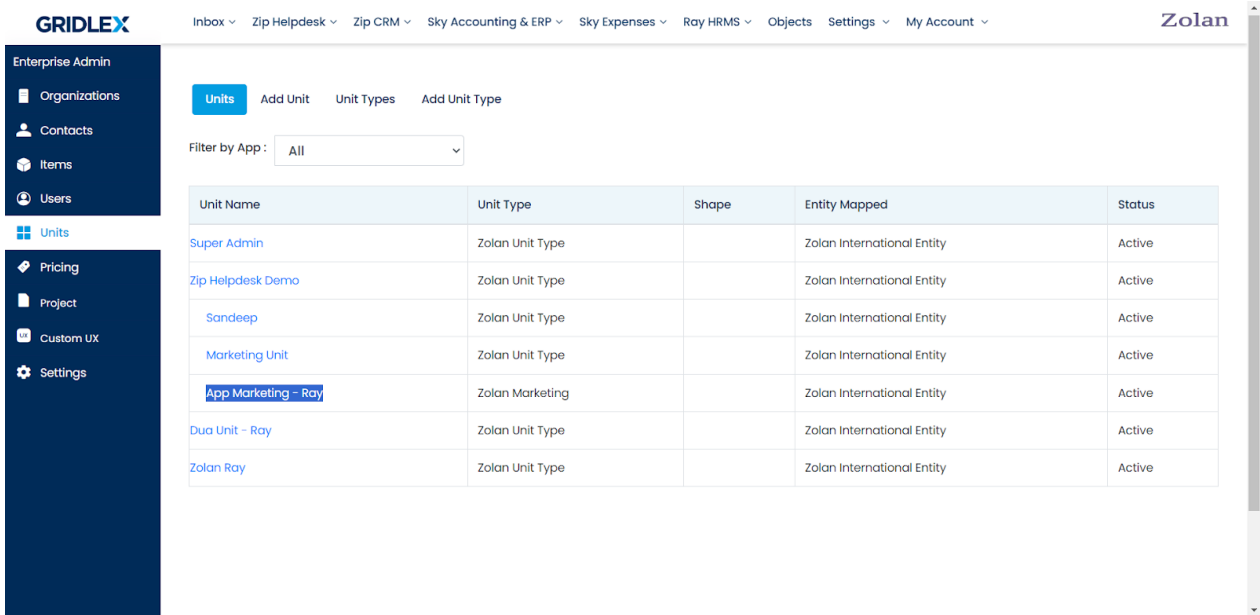 GRIDLEX
Inbox Zip Helpdesk Zip CRM Sky Accounting & ERP Sky Expenses Ray HRMS Objects Settings My Account
Zolan
Enterprise Admin
Organizations
Contacts
Items
Users
Units
Pricing
Project
UX Custom UX
Settings
Units Add Unit Unit Types Add Unit Type
Filter by App : All
Unit Name Unit Type Shape Entity Mapped Status
Super Admin Zolan Unit Type Zolan International Entity Active
Zip Helpdesk Demo Zolan Unit Type Zolan International Entity Active
Sandeep Zolan Unit Type Zolan International Entity Active
Marketing Unit Zolan Unit Type Zolan International Entity Active
App Marketing - Ray Zolan Marketing Zolan International Entity Active
Dua Unit - Ray Zolan Unit Type Zolan International Entity Active
Zolan Ray Zolan Unit Type Zolan International Entity Active